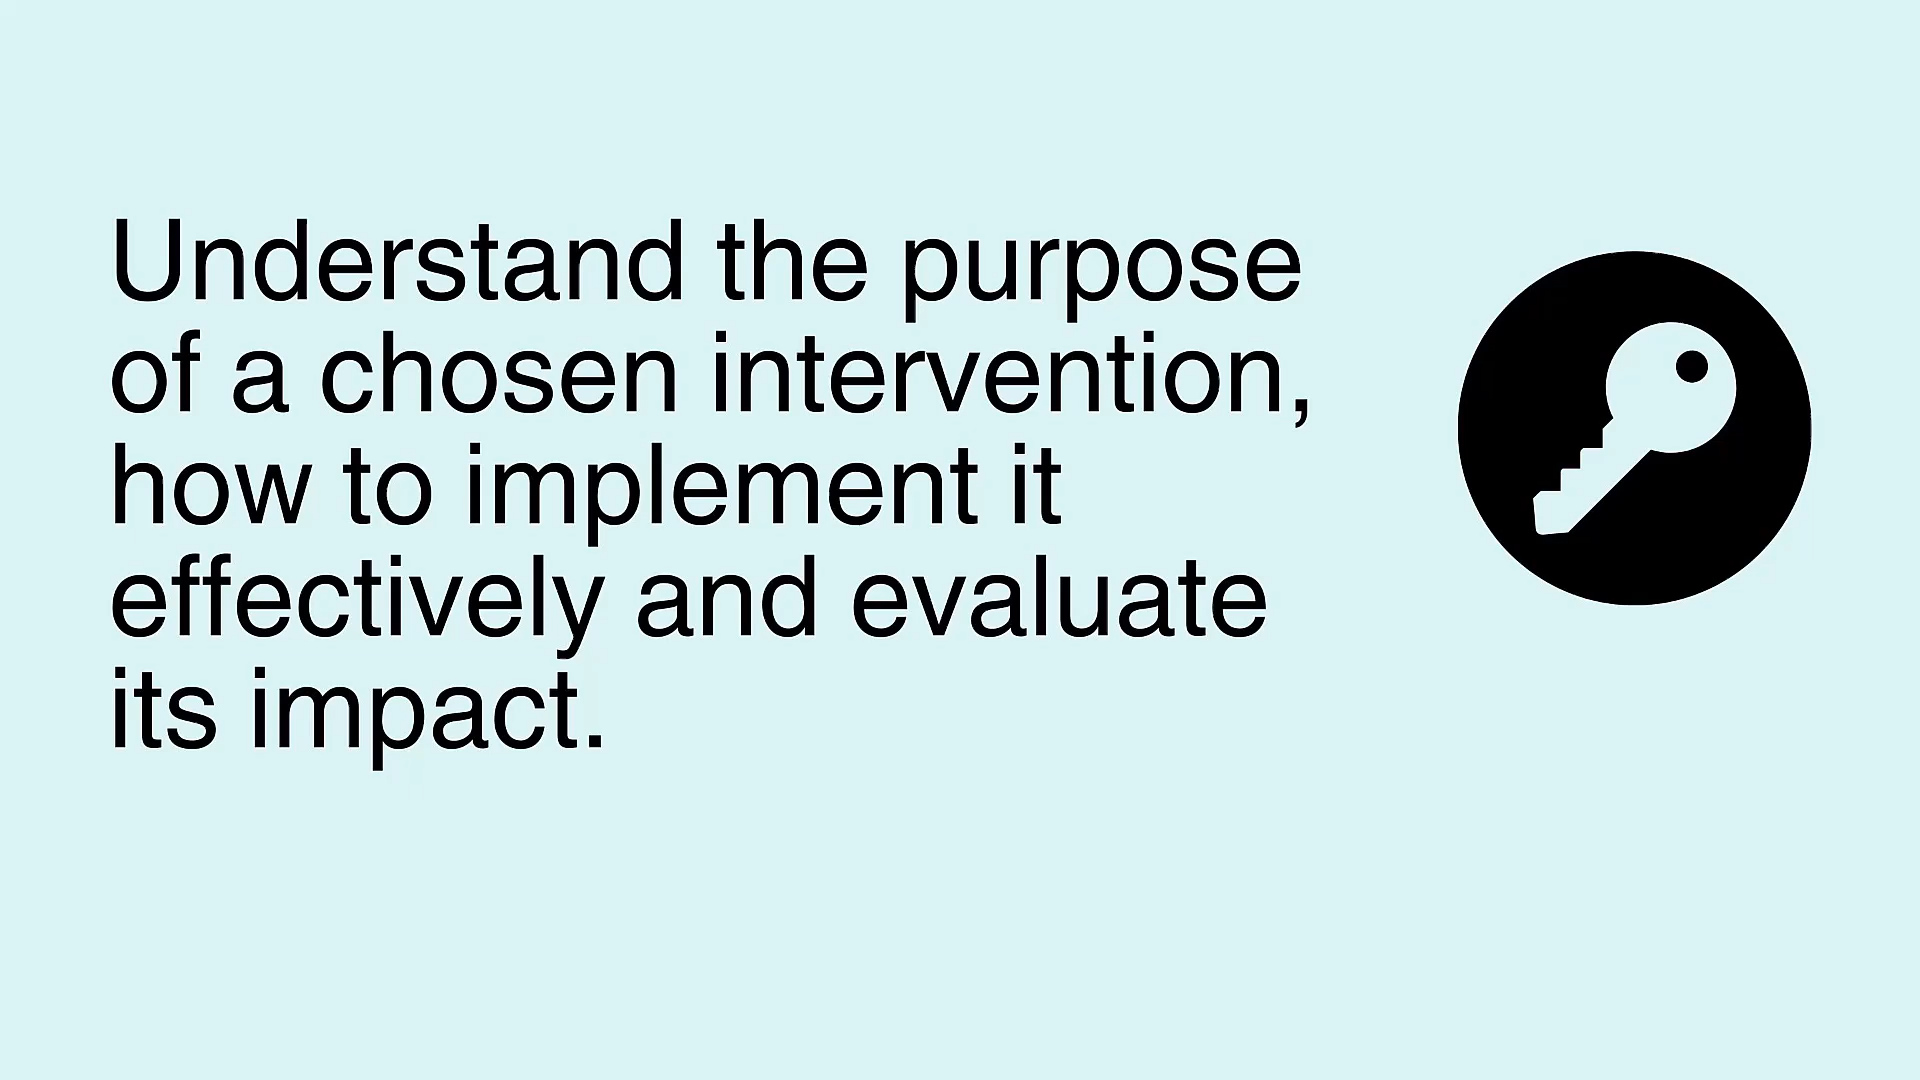 Understand the purpose
of a chosen intervention,
how to implement it
effectively and evaluate
its impact.